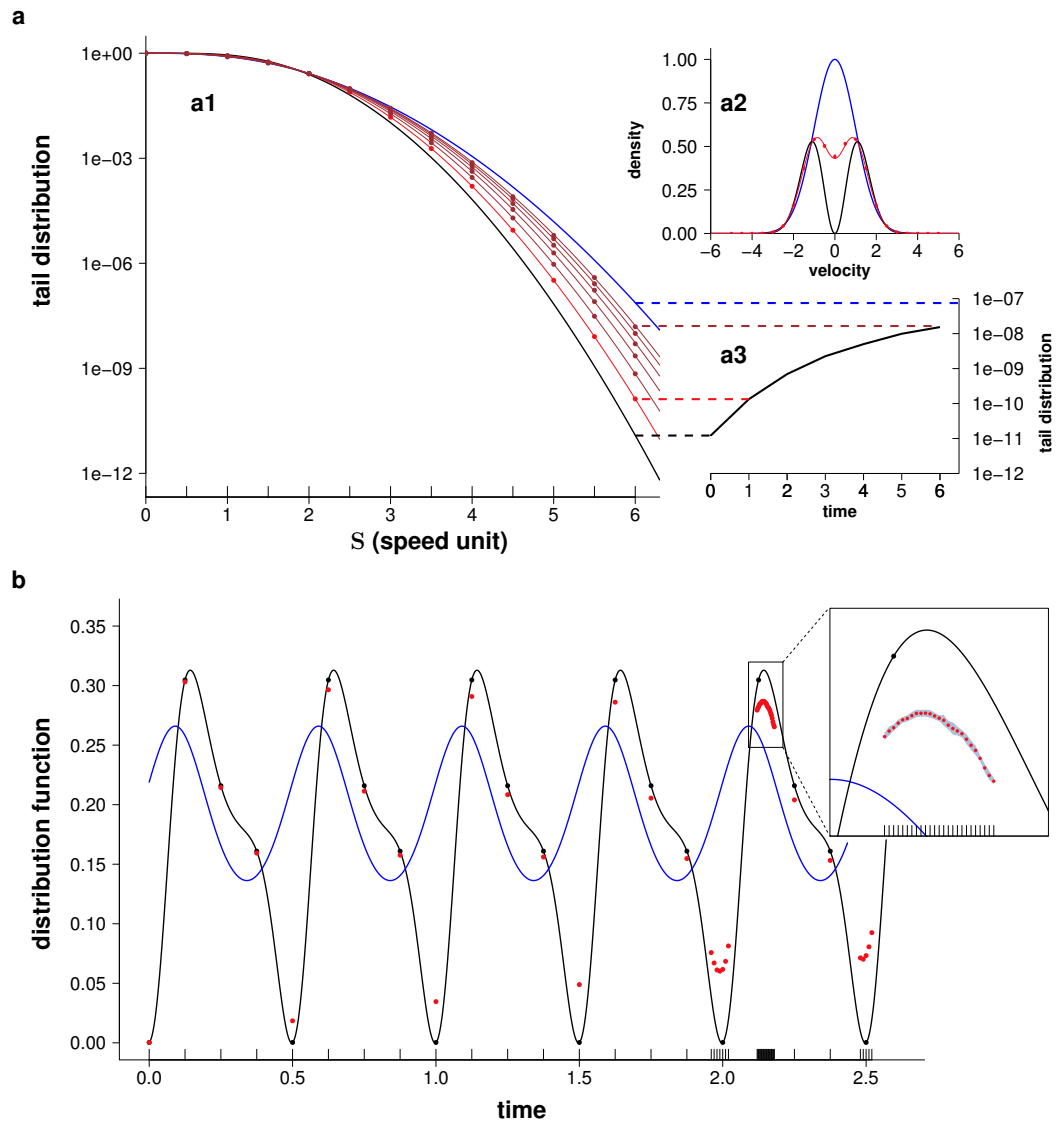 a
1e+00
1e−03
1e−06
1e−09
1e−12
tail distribution
a1
0 1 2 3 4 5 6
S (speed unit)
1.00
0.75
0.50
0.25
0.00
density
a2
−6 −4 −2 0 2 4 6
velocity
1e−07
1e−08
1e−09
1e−10
1e−11
1e−12
tail distribution
a3
0 1 2 3 4 5 6
time
b
0.35
0.30
0.25
0.20
0.15
0.10
0.05
0.00
distribution function
0.0 0.5 1.0 1.5 2.0 2.5
time